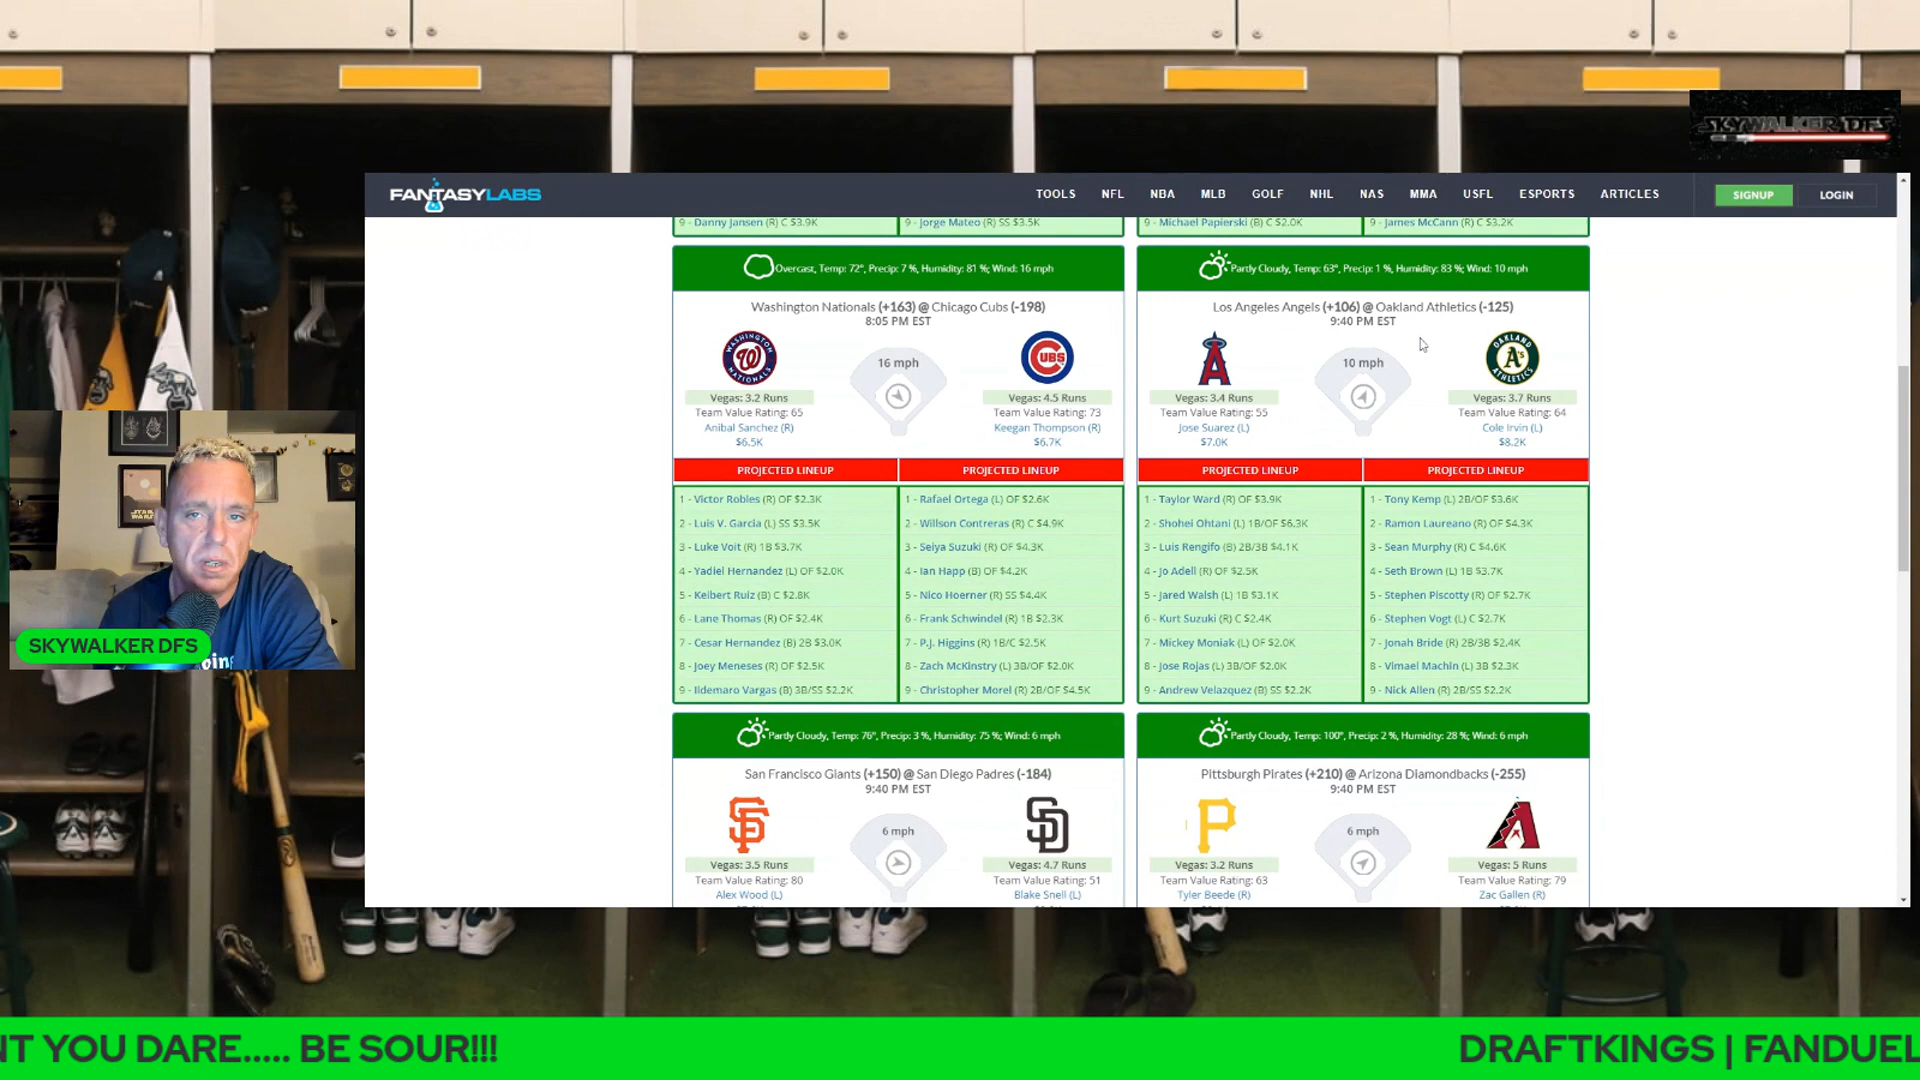 SKYWALKER DFS
FANTASYLABS
TOOLS NFL NBA MLB GOLF NHL NAS MMA USFL ESPORTS ARTICLES
SIGNUP LOGIN
9 - Danny Jansen (R) C $3.9K
9 - Jorge Mateo (R) SS $3.5K
9 - Michael Papierski (B) C $2.0K
9 - James McCann (R) C $3.2K
Overcast, Temp: 72°, Precip: 7 %, Humidity: 81 %; Wind: 16 mph
Washington Nationals (+163) @ Chicago Cubs (-198)
8:05 PM EST
WASHINGTON
W
NATIONALS
16 mph
CUBS
Vegas: 3.2 Runs
Team Value Rating: 65
Anibal Sanchez (R)
$6.5K
Vegas: 4.5 Runs
Team Value Rating: 73
Keegan Thompson (R)
$6.7K
PROJECTED LINEUP
1 - Victor Robles (R) OF $2.3K
2 - Luis V. Garcia (L) SS $3.5K
3 - Luke Voit (R) 1B $3.7K
4 - Yadiel Hernandez (L) OF $2.0K
5 - Keibert Ruiz (B) C $2.8K
6 - Lane Thomas (R) OF $2.4K
7 - Cesar Hernandez (B) 2B $3.0K
8 - Joey Meneses (R) OF $2.5K
9 - Ildemaro Vargas (B) 3B/SS $2.2K
PROJECTED LINEUP
1 - Rafael Ortega (L) OF $2.6K
2 - Willson Contreras (R) C $4.9K
3 - Seiya Suzuki (R) OF $4.3K
4 - Ian Happ (B) OF $4.2K
5 - Nico Hoerner (R) SS $4.4K
6 - Frank Schwindel (R) 1B $2.3K
7 - P.J. Higgins (R) 1B/C $2.5K
8 - Zach McKinstry (L) 3B/OF $2.0K
9 - Christopher Morel (R) 2B/OF $4.5K
Partly Cloudy, Temp: 63°, Precip: 1 %, Humidity: 83 %; Wind: 10 mph
Los Angeles Angels (+106) @ Oakland Athletics (-125)
9:40 PM EST
A
10 mph
OAKLAND
A's
ATHLETICS
Vegas: 3.4 Runs
Team Value Rating: 55
Jose Suarez (L)
$7.0K
Vegas: 3.7 Runs
Team Value Rating: 64
Cole Irvin (L)
$8.2K
PROJECTED LINEUP
1 - Taylor Ward (R) OF $3.9K
2 - Shohei Ohtani (L) 1B/OF $6.3K
3 - Luis Rengifo (B) 2B/3B $4.1K
4 - Jo Adell (R) OF $2.5K
5 - Jared Walsh (L) 1B $3.1K
6 - Kurt Suzuki (R) C $2.4K
7 - Mickey Moniak (L) OF $2.0K
8 - Jose Rojas (L) 3B/OF $2.0K
9 - Andrew Velazquez (B) SS $2.2K
PROJECTED LINEUP
1 - Tony Kemp (L) 2B/OF $3.6K
2 - Ramon Laureano (R) OF $4.3K
3 - Sean Murphy (R) C $4.6K
4 - Seth Brown (L) 1B $3.7K
5 - Stephen Piscotty (R) OF $2.7K
6 - Stephen Vogt (L) C $2.7K
7 - Jonah Bride (R) 2B/3B $2.4K
8 - Vimael Machin (L) 3B $2.3K
9 - Nick Allen (R) 2B/SS $2.2K
Partly Cloudy, Temp: 76°, Precip: 3 %, Humidity: 75 %; Wind: 6 mph
San Francisco Giants (+150) @ San Diego Padres (-184)
9:40 PM EST
SF
6 mph
SD
Vegas: 3.5 Runs
Team Value Rating: 80
Alex Wood (L)
Vegas: 4.7 Runs
Team Value Rating: 51
Blake Snell (L)
Partly Cloudy, Temp: 100°, Precip: 2 %, Humidity: 28 %; Wind: 6 mph
Pittsburgh Pirates (+210) @ Arizona Diamondbacks (-255)
9:40 PM EST
P
6 mph
A
Vegas: 3.2 Runs
Team Value Rating: 63
Tyler Beede (R)
Vegas: 5 Runs
Team Value Rating: 79
Zac Gallen (R)
SKYWALKER DFS
NT YOU DARE..... BE SOUR!!!
DRAFTKINGS | FANDUEL